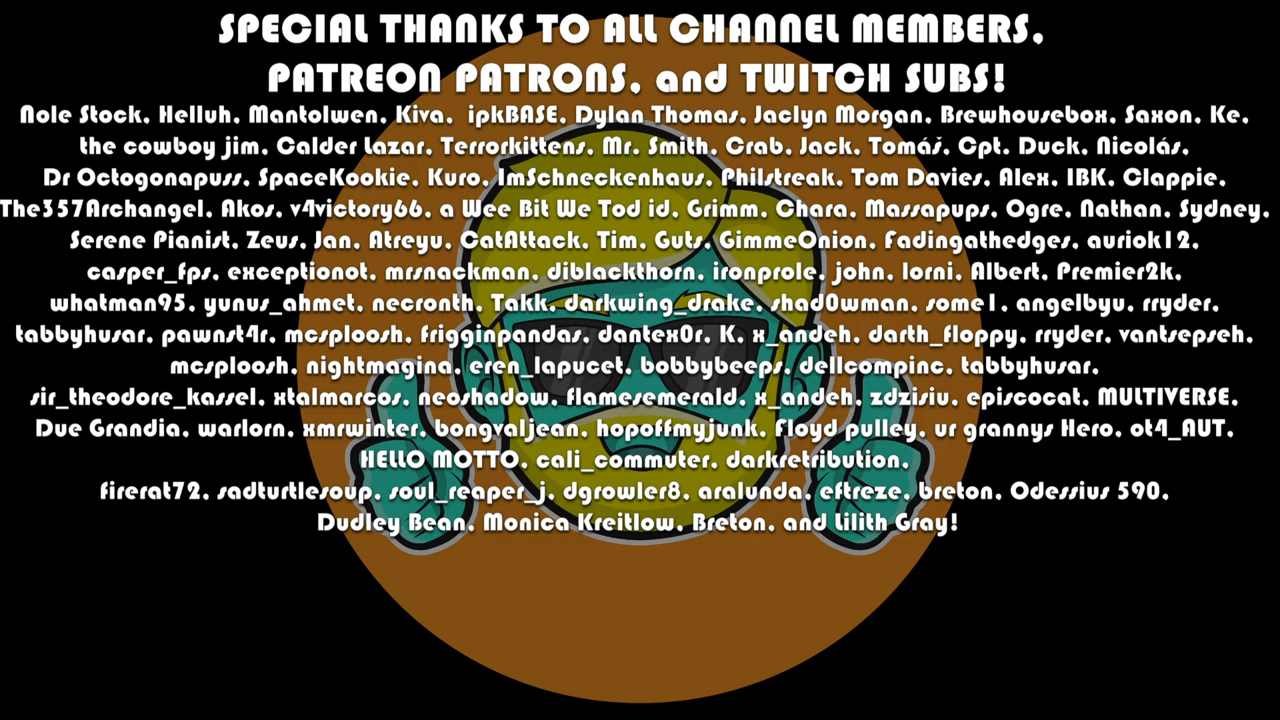 SPECIAL THANKS TO ALL CHANNEL MEMBERS,
PATREON PATRONS, and TWITCH SUBS!
Nole Stock, Helluh, Mantolwen, Kiva, ipkBASE, Dylan Thomas, Jaclyn Morgan, Brewhousebox, Saxon, Ke,
the cowboy jim, Calder Lazar, Terrorkittens, Mr. Smith, Crab, Jack, Tomáš, Cpt. Duck, Nicolás,
Dr Octogonapuss, SpaceKookie, Kuro, ImSchneckenhaus, Philstreak, Tom Davies, Alex, IBK, Clappie,
The357Archangel, Akos, v4victory66, a Wee Bit We Tod id, Grimm, Chara, Massapups, Ogre, Nathan, Sydney,
Serene Pianist, Zeus, Jan, Atreyu, CatAttack, Tim, Guts, GimmeOnion, Fadingathedges, auriok12,
casper_fps, exceptionot, mrsnackman, diblackthorn, ironprole, john, lorni, Albert, Premier2k,
whatman95, yunus_ahmet, necronth, Takk, darkwing_drake, shad0wman, some1, angelbyu, rryder,
tabbyhusar, pawnst4r, mcsploosh, frigginpandas, dantex0r, K, x_andeh, darth_floppy, rryder, vantsepseh,
mcsploosh, nightmagina, eren_lapucet, bobbybeeps, dellcompinc, tabbyhusar,
sir_theodore_kassel, xtalmarcos, neoshadow, flamesemerald, x_andeh, zdzisiu, episcocat, MULTIVERSE,
Due Grandia, warlorn, xmrwinter, bongvaljean, hopoffmyjunk, Floyd pulley, ur grannys Hero, ot4_AUT,
HELLO MOTTO, cali_commuter, darkretribution,
firerat72, sadturtlesoup, soul_reaper_j, dgrowler8, aralunda, eftreze, breton, Odessius 590,
Dudley Bean, Monica Kreitlow, Breton, and Lilith Gray!